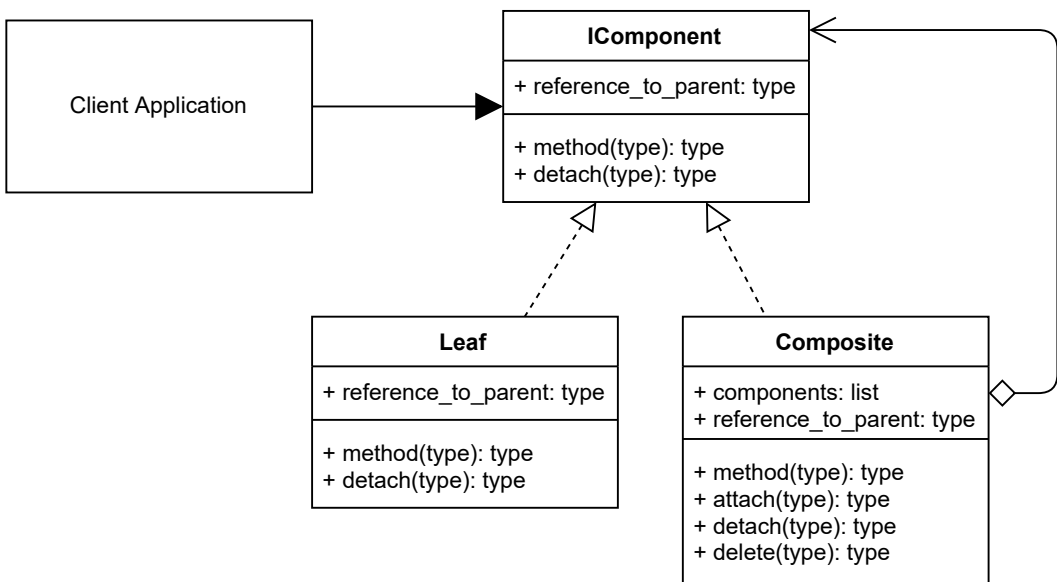 Client Application
IComponent
+ reference_to_parent: type
+ method(type): type
+ detach(type): type
Leaf
+ reference_to_parent: type
+ method(type): type
+ detach(type): type
Composite
+ components: list
+ reference_to_parent: type
+ method(type): type
+ attach(type): type
+ detach(type): type
+ delete(type): type